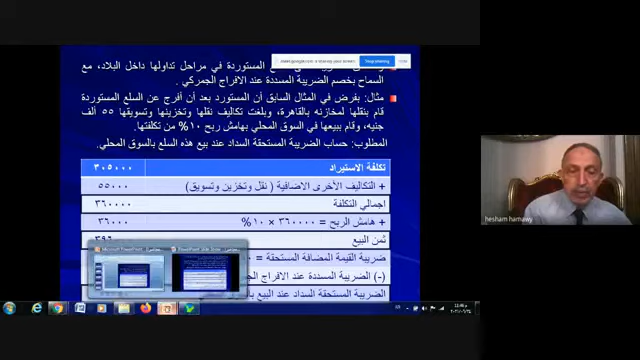 المستوردة في مراحل تداولها داخل البلاد، مع
السماح بخصم الضريبة المسددة عند الافراج الجمركي .
مثال: بفرض في المثال السابق أن المستورد بعد أن أفرج عن السلع المستوردة
قام بنقلها لمخازنه بالقاهرة، وبلغت تكاليف نقلها وتخزينها وتسويقها ٥٥ ألف
جنيه، وقام ببيعها في السوق المحلي بهامش ربح ١٠% من تكلفتها.
المطلوب: حساب الضريبة المستحقة السداد عند بيع هذه السلع بالسوق المحلي.
تكلفة الاستيراد ٣٠٥٠٠٠
+ التكاليف الأخرى الاضافية (نقل وتخزين وتسويق) ٥٥٠٠٠
اجمالي التكلفة ٣٦٠٠٠٠
+ هامش الربح = ٣٦٠٠٠٠ × ١٠% ٣٦٠٠٠
ثمن البيع ٣٩٦
ضريبة القيمة المضافة المستحقة =
(-) الضريبة المسددة عند الافراج
الضريبة المستحقة السداد عند البيع
Stop sharing
Microsoft PowerPoint
hesham hamawy